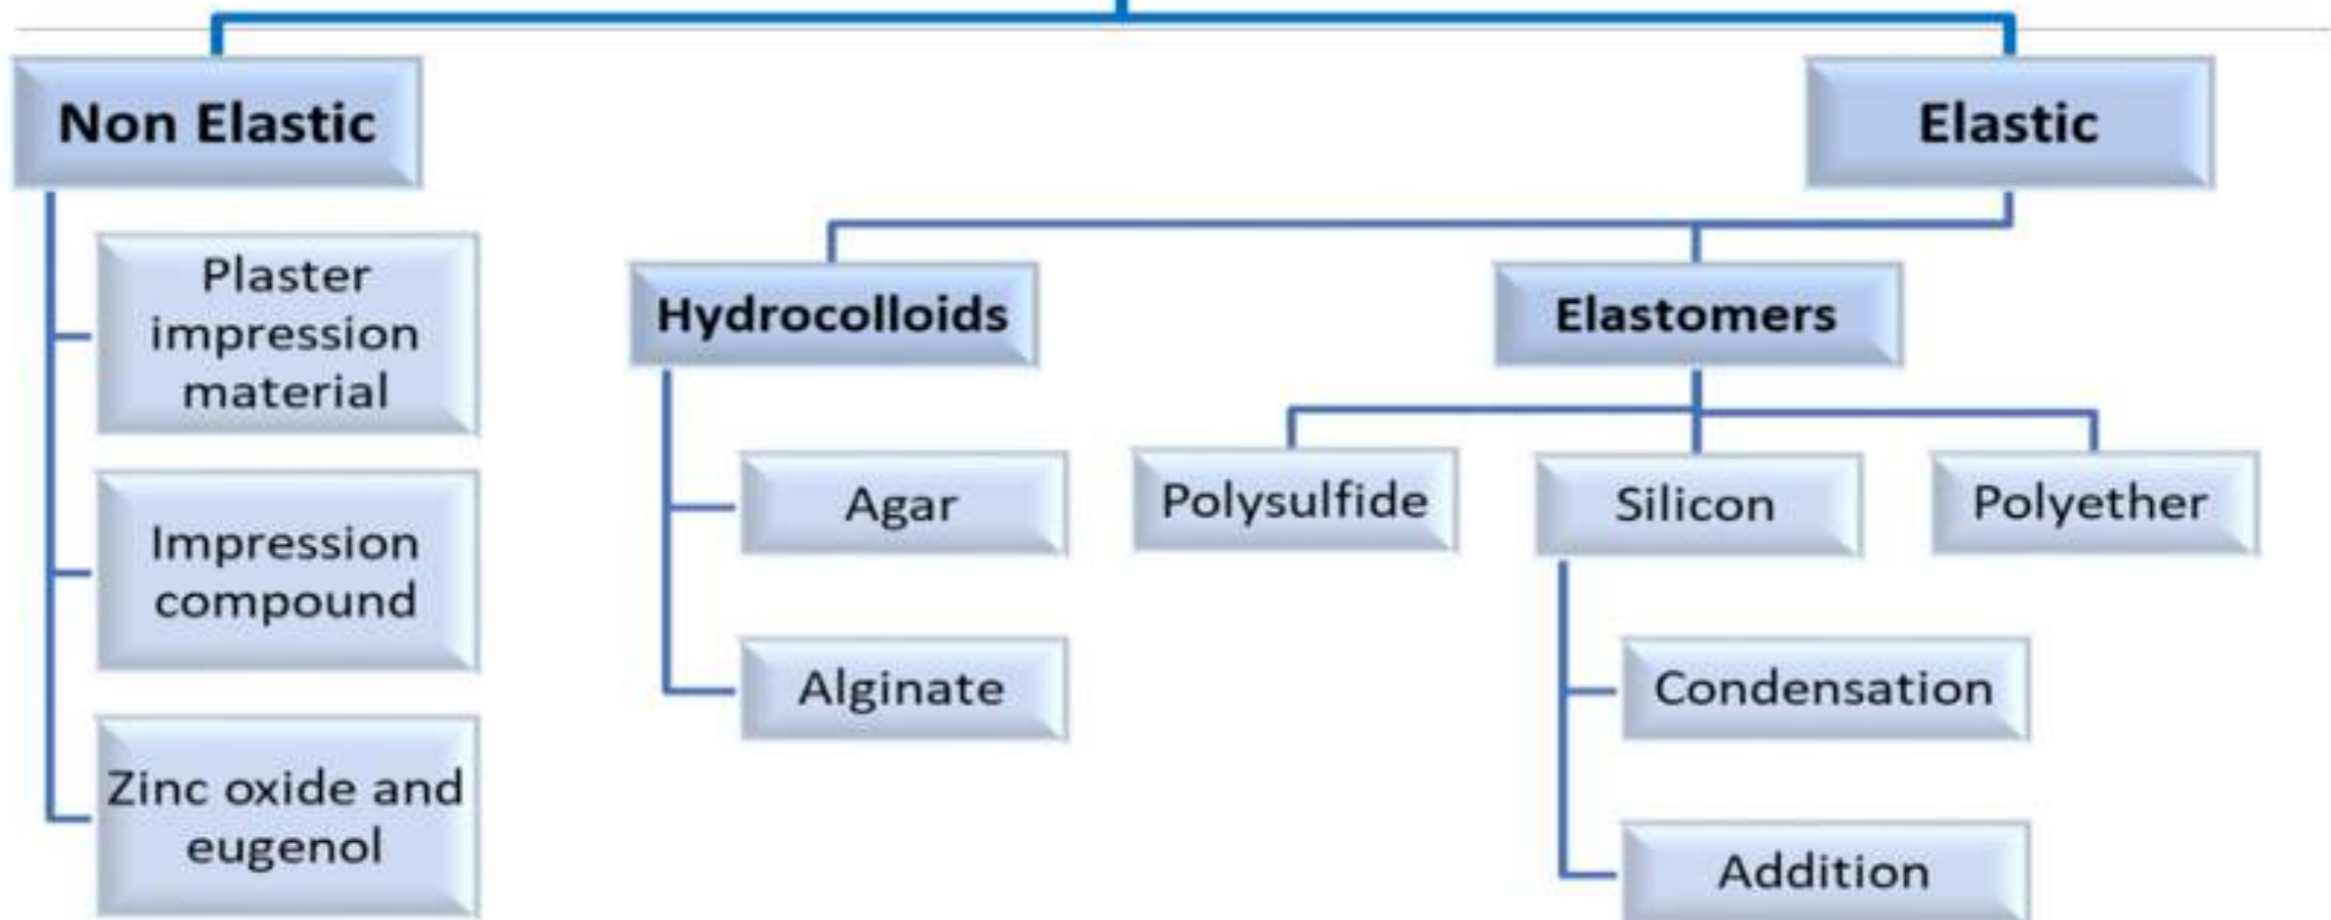 Non Elastic
Elastic
Plaster
impression
material
Impression
compound
Zinc oxide and
eugenol
Hydrocolloids
Agar
Alginate
Elastomers
Polysulfide
Silicon
Polyether
Condensation
Addition